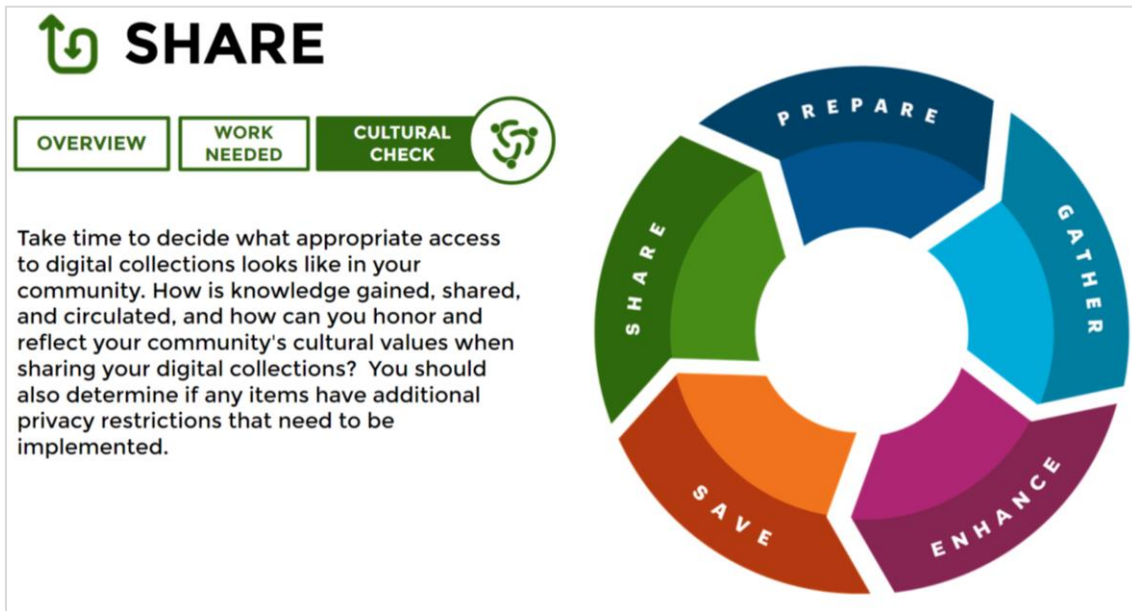 SHARE
OVERVIEW
WORK
NEEDED
CULTURAL
CHECK
Take time to decide what appropriate access
to digital collections looks like in your
community. How is knowledge gained, shared,
and circulated, and how can you honor and
reflect your community's cultural values when
sharing your digital collections?  You should
also determine if any items have additional
privacy restrictions that need to be
implemented.
PREPARE
GATHER
ENHANCE
SAVE
SHARE